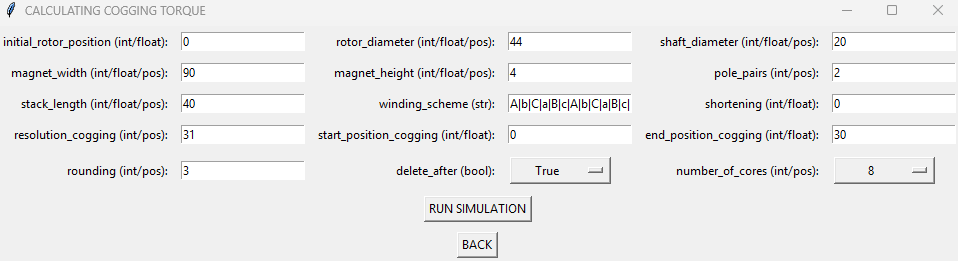 CALCULATING COGGING TORQUE
initial_rotor_position (int/float): 0 rotor_diameter (int/float/pos): 44 shaft_diameter (int/float/pos): 20
magnet_width (int/float/pos): 90 magnet_height (int/float/pos): 4 pole_pairs (int/pos): 2
stack_length (int/float/pos): 40 winding_scheme (str): A|b|C|a|B|c|A|b|C|a|B|c| shortening (int/float): 0
resolution_cogging (int/pos): 31 start_position_cogging (int/float): 0 end_position_cogging (int/float): 30
rounding (int/pos): 3 delete_after (bool): True number_of_cores (int/pos): 8
RUN SIMULATION
BACK